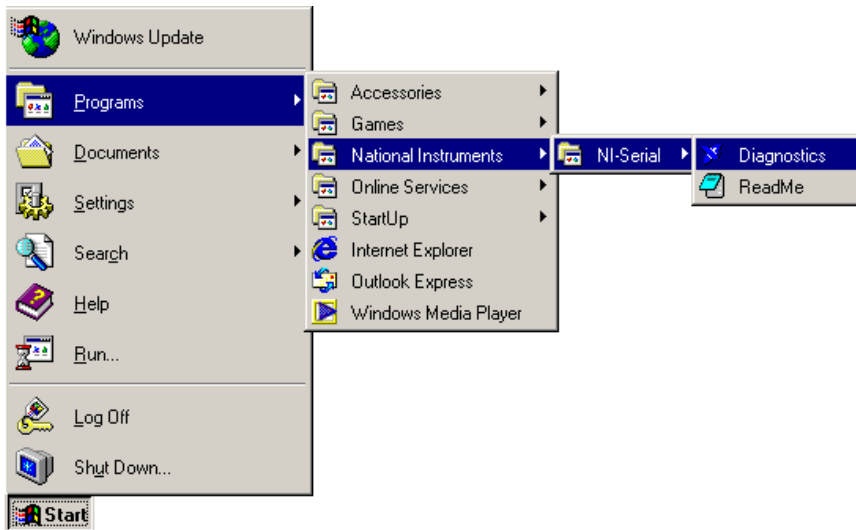 Windows Update
Programs
Documents
Settings
Search
Help
Run...
Log Off
Shut Down...
Start
Accessories
Games
National Instruments
Online Services
StartUp
Internet Explorer
Outlook Express
Windows Media Player
NI-Serial
Diagnostics
ReadMe